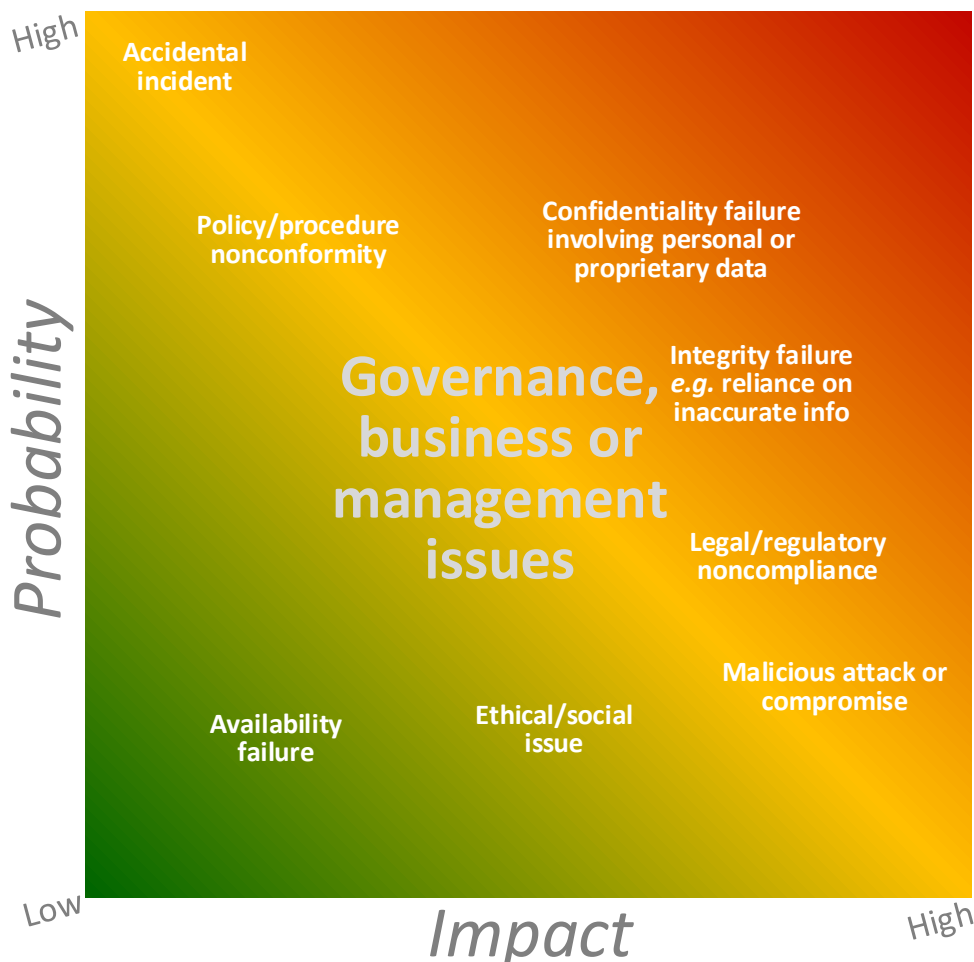 High
Accidental
incident
Policy/procedure
nonconformity
Confidentiality failure
involving personal or
proprietary data
Probability
Governance,
business or
management
issues
Integrity failure
e.g. reliance on
inaccurate info
Legal/regulatory
noncompliance
Malicious attack or
compromise
Availability
failure
Ethical/social
issue
Low
Impact
High